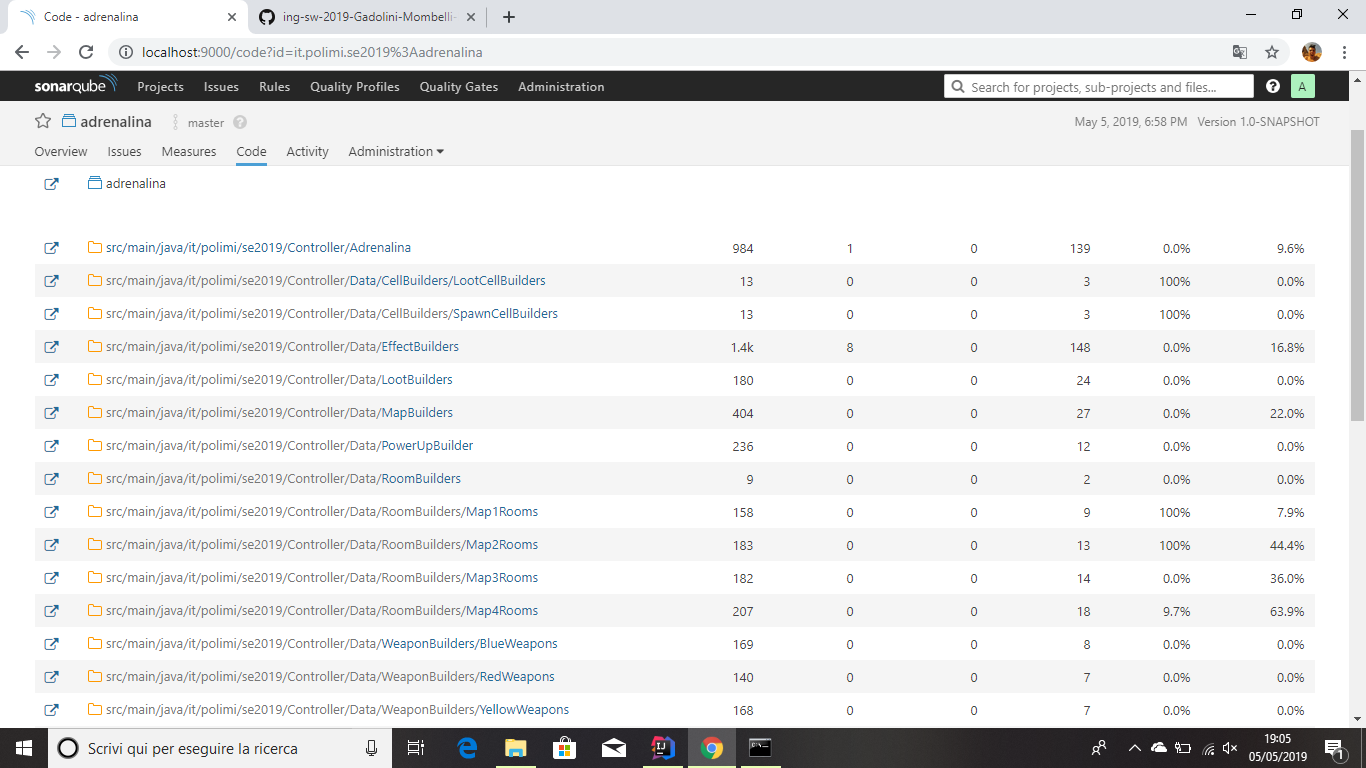 Code - adrenalina
ing-sw-2019-Gadolini-Mombelli-
localhost:9000/code?id=it.polimi.se2019%3Aadrenalina
sonarqube Projects Issues Rules Quality Profiles Quality Gates Administration Search for projects, sub-projects and files... ? A
adrenalina master ? May 5, 2019, 6:58 PM Version 1.0-SNAPSHOT
Overview Issues Measures Code Activity Administration
adrenalina
src/main/java/it/polimi/se2019/Controller/Adrenalina 984 1 0 139 0.0% 9.6%
src/main/java/it/polimi/se2019/Controller/Data/CellBuilders/LootCellBuilders 13 0 0 3 100% 0.0%
src/main/java/it/polimi/se2019/Controller/Data/CellBuilders/SpawnCellBuilders 13 0 0 3 100% 0.0%
src/main/java/it/polimi/se2019/Controller/Data/EffectBuilders 1.4k 8 0 148 0.0% 16.8%
src/main/java/it/polimi/se2019/Controller/Data/LootBuilders 180 0 0 24 0.0% 0.0%
src/main/java/it/polimi/se2019/Controller/Data/MapBuilders 404 0 0 27 0.0% 22.0%
src/main/java/it/polimi/se2019/Controller/Data/PowerUpBuilder 236 0 0 12 0.0% 0.0%
src/main/java/it/polimi/se2019/Controller/Data/RoomBuilders 9 0 0 2 0.0% 0.0%
src/main/java/it/polimi/se2019/Controller/Data/RoomBuilders/Map1Rooms 158 0 0 9 100% 7.9%
src/main/java/it/polimi/se2019/Controller/Data/RoomBuilders/Map2Rooms 183 0 0 13 100% 44.4%
src/main/java/it/polimi/se2019/Controller/Data/RoomBuilders/Map3Rooms 182 0 0 14 0.0% 36.0%
src/main/java/it/polimi/se2019/Controller/Data/RoomBuilders/Map4Rooms 207 0 0 18 9.7% 63.9%
src/main/java/it/polimi/se2019/Controller/Data/WeaponBuilders/BlueWeapons 169 0 0 8 0.0% 0.0%
src/main/java/it/polimi/se2019/Controller/Data/WeaponBuilders/RedWeapons 140 0 0 7 0.0% 0.0%
src/main/java/it/polimi/se2019/Controller/Data/WeaponBuilders/YellowWeapons 168 0 0 7 0.0% 0.0%
Scrivi qui per eseguire la ricerca
19:05
05/05/2019
1